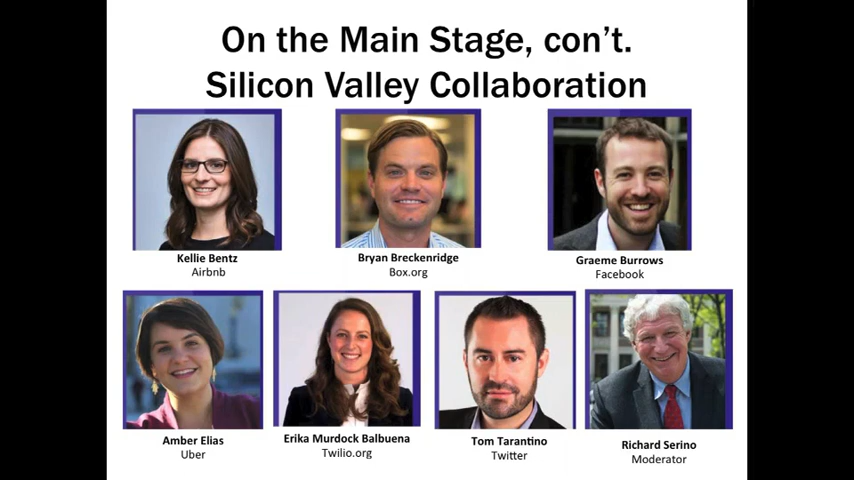 On the Main Stage, con’t.
Silicon Valley Collaboration
Kellie Bentz
Airbnb
Bryan Breckenridge
Box.org
Graeme Burrows
Facebook
Amber Elias
Uber
Erika Murdock Balbuena
Twilio.org
Tom Tarantino
Twitter
Richard Serino
Moderator